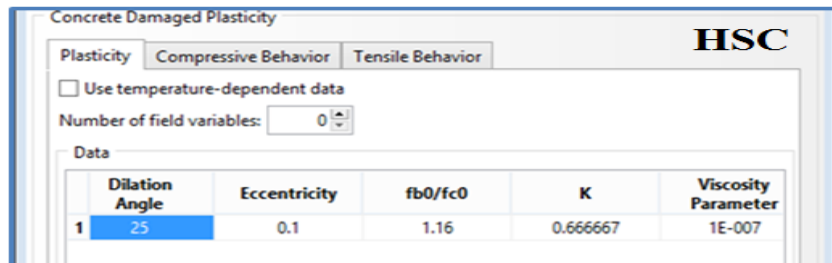 Concrete Damaged Plasticity
HSC
Plasticity Compressive Behavior Tensile Behavior
Use temperature-dependent data
Number of field variables: 0
Data
Dilation Angle Eccentricity fb0/fc0 K Viscosity Parameter
1 25 0.1 1.16 0.666667 1E-007